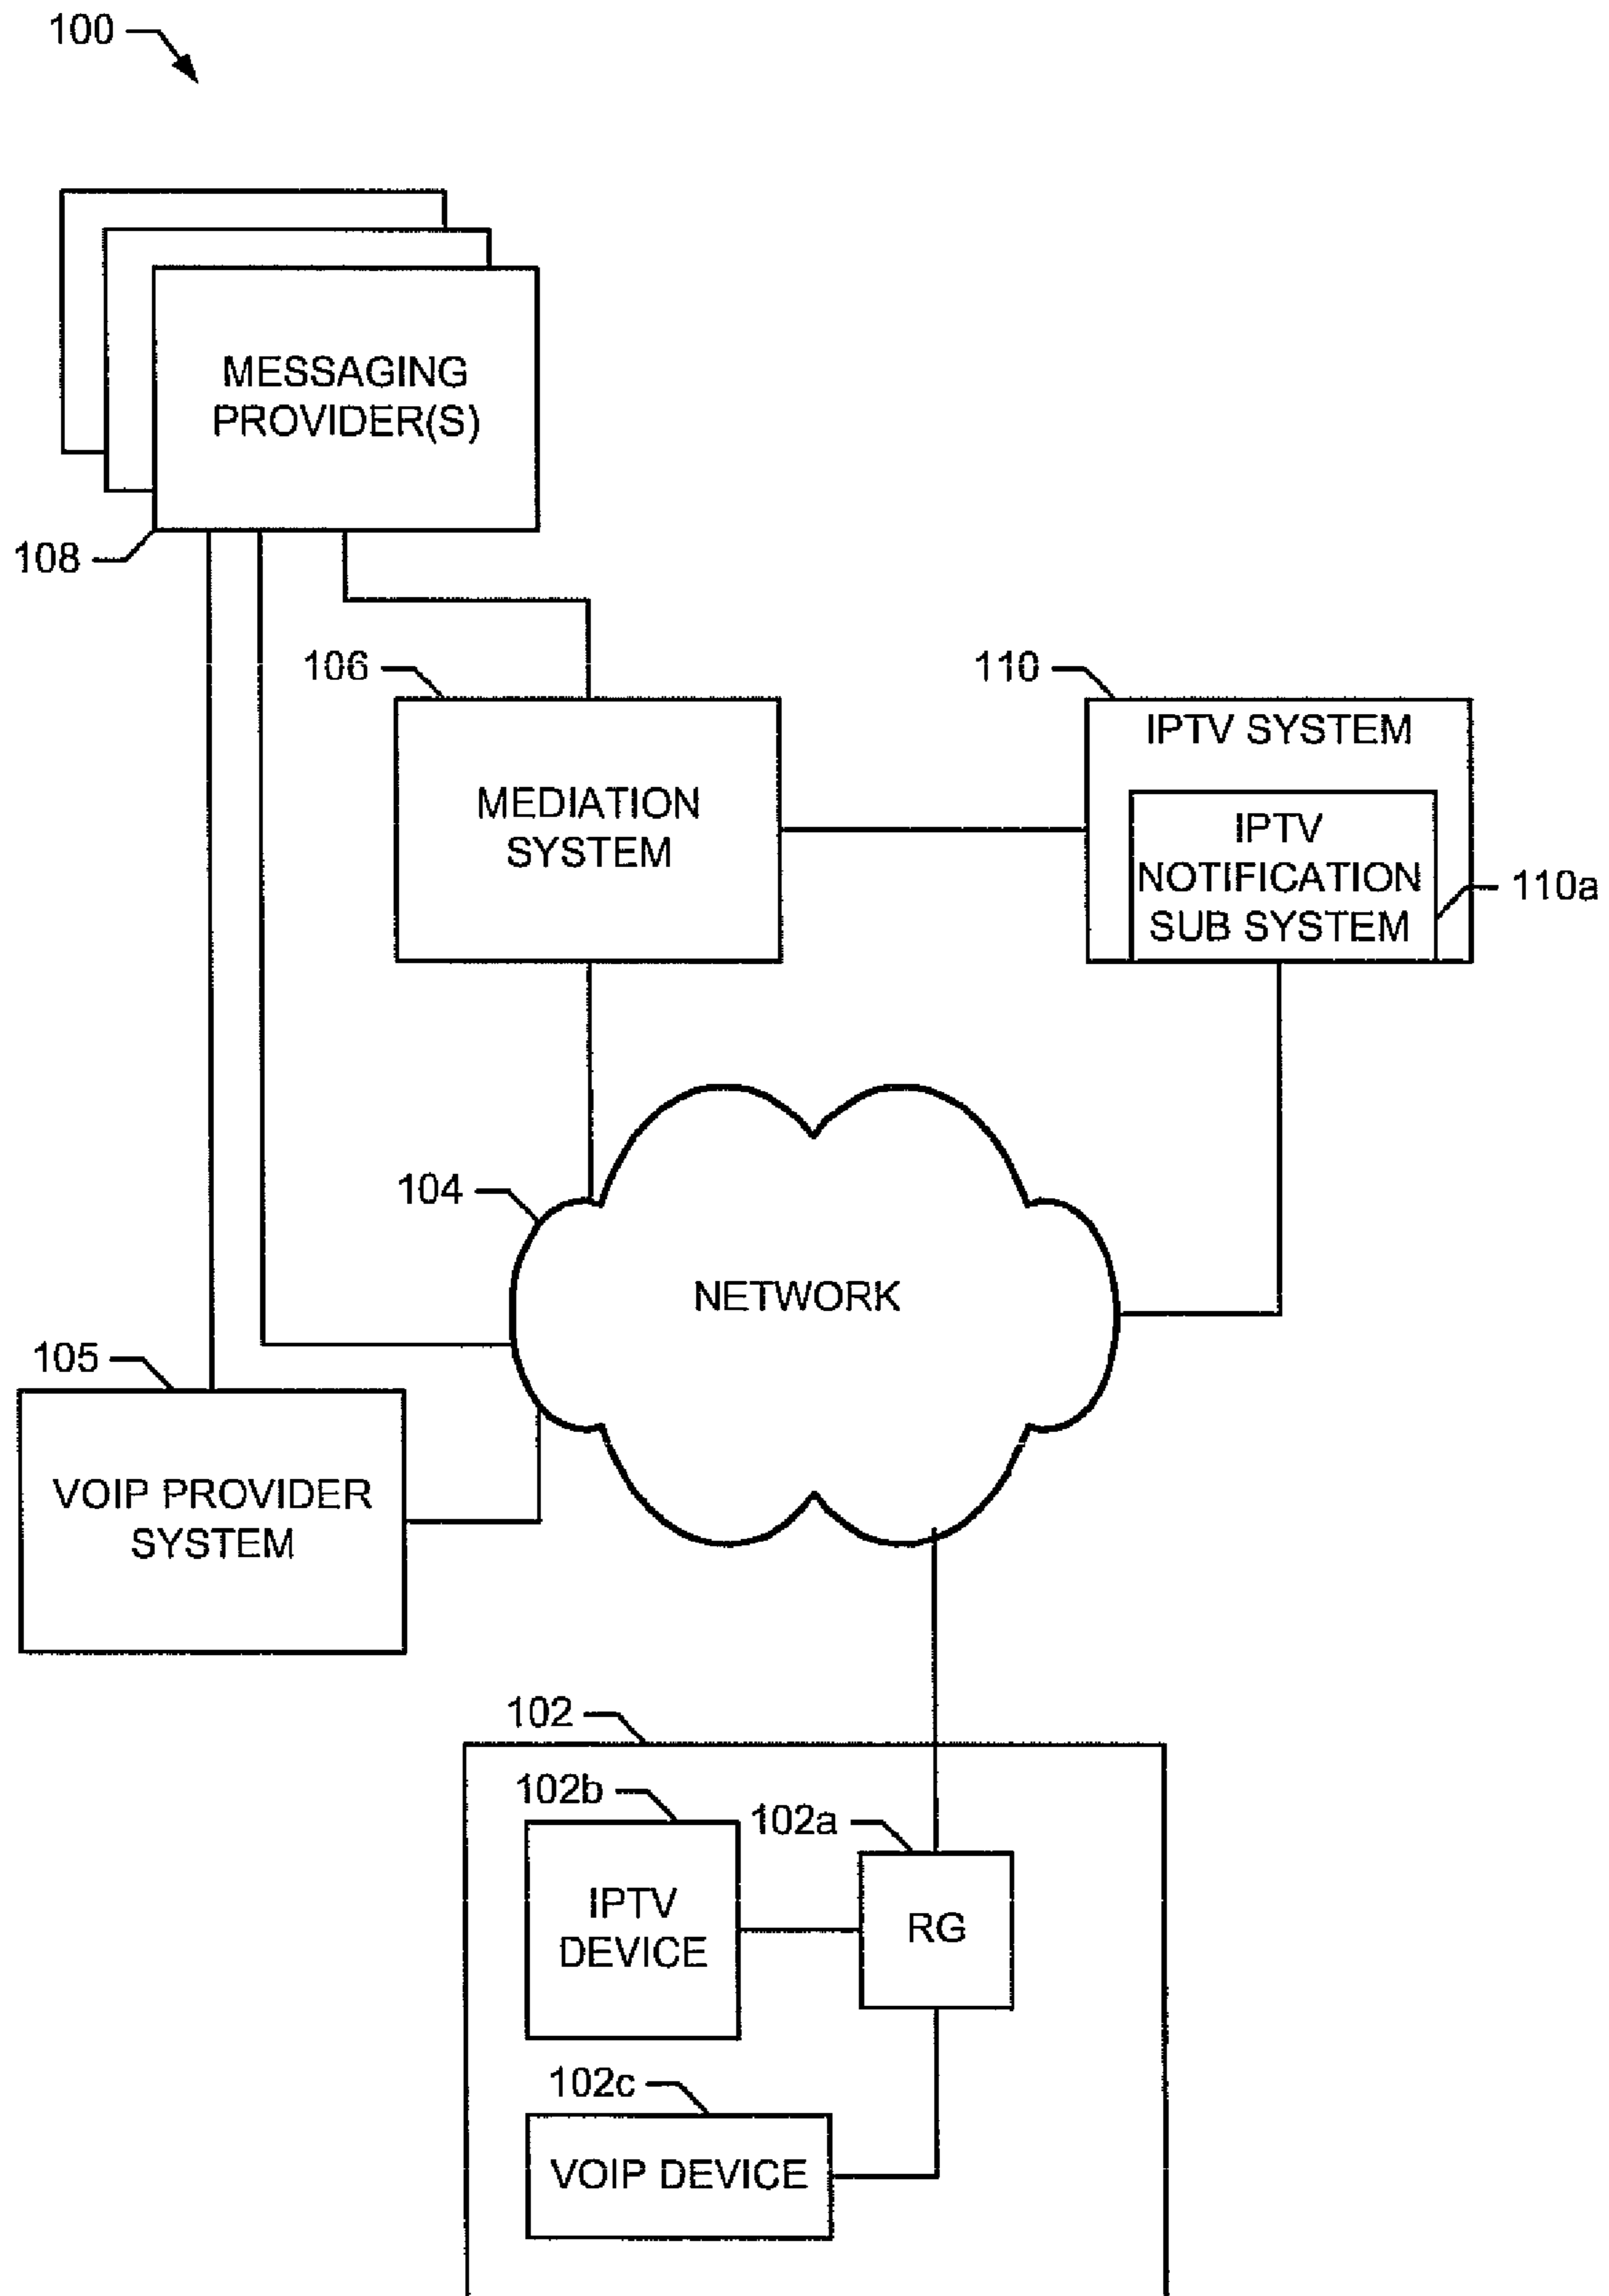 100
MESSAGING
PROVIDER(S)
108
106
110
IPTV SYSTEM
MEDIATION
SYSTEM
IPTV
NOTIFICATION
SUB SYSTEM
110a
104
NETWORK
105
VOIP PROVIDER
SYSTEM
102
102b
102a
IPTV
DEVICE
RG
102c
VOIP DEVICE